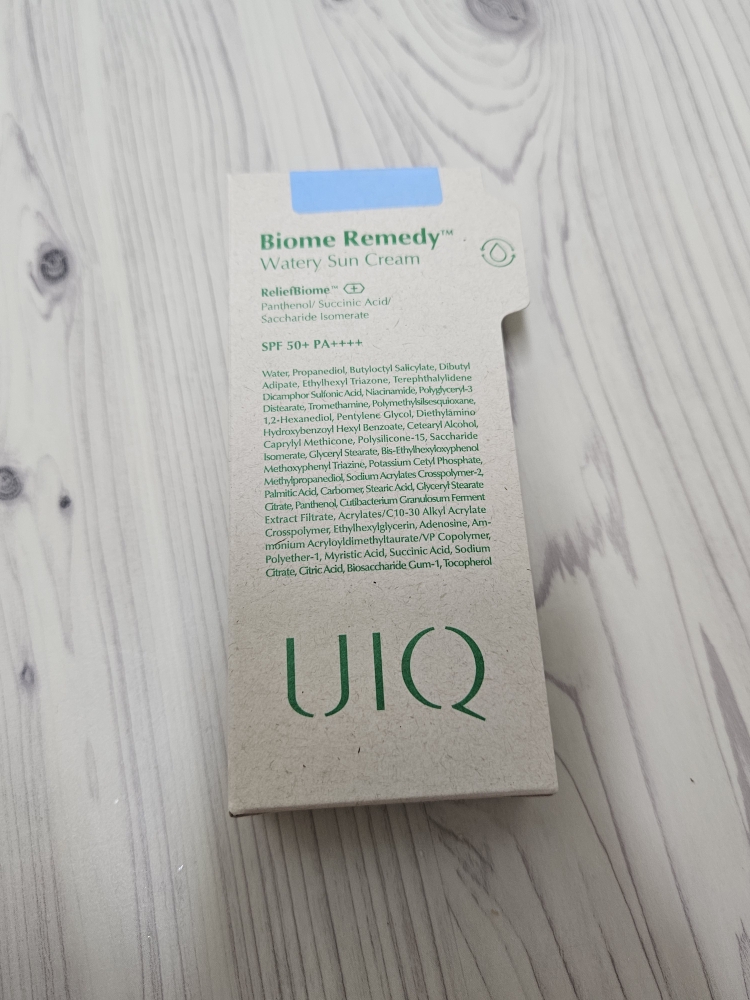 Biome Remedy™
Watery Sun Cream
ReliefBiome™
Panthenol/ Succinic Acid/
Saccharide Isomerate
SPF 50+ PA++++
Water, Propanediol, Butyloctyl Salicylate, Dibutyl
Adipate, Ethylhexyl Triazone, Terephthalylidene
Dicamphor Sulfonic Acid, Niacinamide, Polyglyceryl-3
Distearate, Tromethamine, Polymethylsilsesquioxane,
1,2-Hexanediol, Pentylene Glycol, Diethylamino
Hydroxybenzoyl Hexyl Benzoate, Cetearyl Alcohol,
Caprylyl Methicone, Polysilicone-15, Saccharide
Isomerate, Glyceryl Stearate, Bis-Ethylhexyloxyphenol
Methoxyphenyl Triazine, Potassium Cetyl Phosphate,
Methylpropanediol, Sodium Acrylates Crosspolymer-2,
Palmitic Acid, Carbomer, Stearic Acid, Glyceryl Stearate
Citrate, Panthenol, Cutibacterium Granulosum Ferment
Extract Filtrate, Acrylates/C10-30 Alkyl Acrylate
Crosspolymer, Ethylhexylglycerin, Adenosine, Am-
monium Acryloyldimethyltaurate/VP Copolymer,
Polyether-1, Myristic Acid, Succinic Acid, Sodium
Citrate, Citric Acid, Biosaccharide Gum-1, Tocopherol
UIQ